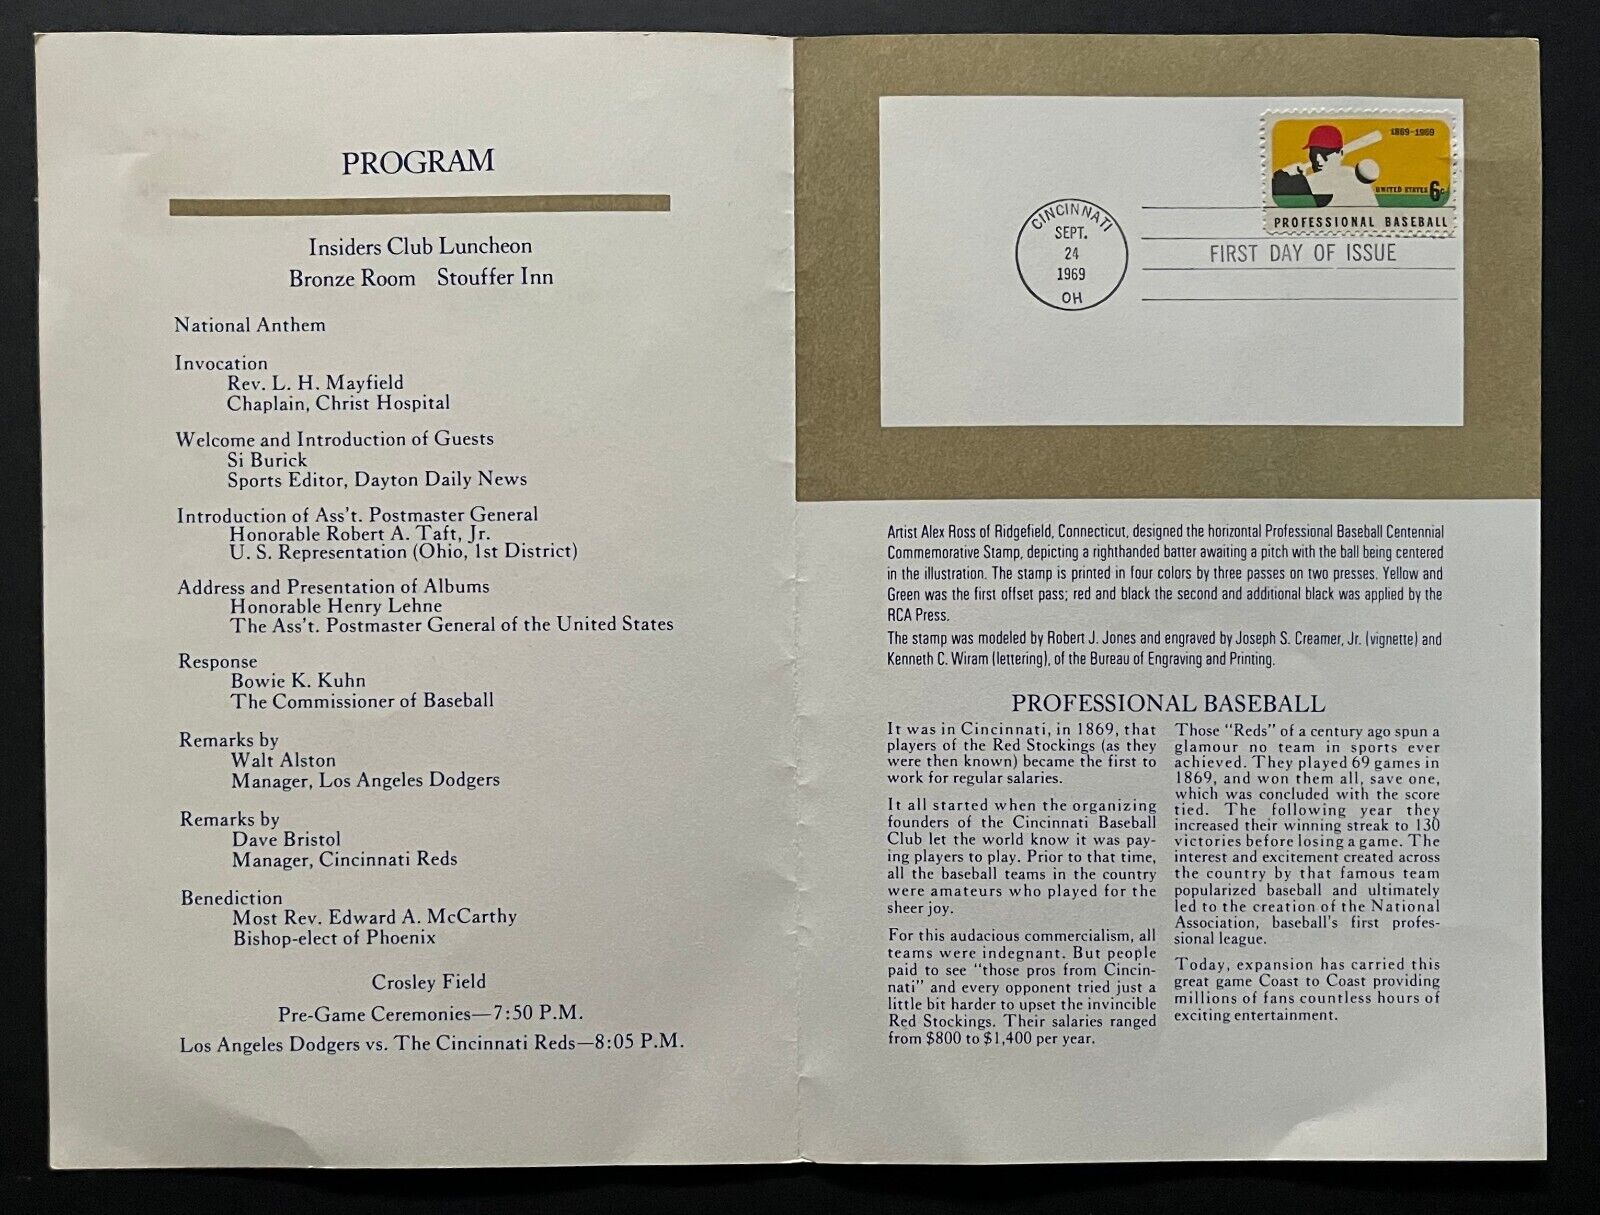 PROGRAM
Insiders Club Luncheon
Bronze Room Stouffer Inn
National Anthem
Invocation
Rev. L. H. Mayfield
Chaplain, Christ Hospital
Welcome and Introduction of Guests
Si Burick
Sports Editor, Dayton Daily News
Introduction of Ass't. Postmaster General
Honorable Robert A. Taft, Jr.
U. S. Representation (Ohio, 1st District)
Address and Presentation of Albums
Honorable Henry Lehne
The Ass't. Postmaster General of the United States
Response
Bowie K. Kuhn
The Commissioner of Baseball
Remarks by
Walt Alston
Manager, Los Angeles Dodgers
Remarks by
Dave Bristol
Manager, Cincinnati Reds
Benediction
Most Rev. Edward A. McCarthy
Bishop-elect of Phoenix
Crosley Field
Pre-Game Ceremonies—7:50 P.M.
Los Angeles Dodgers vs. The Cincinnati Reds—8:05 P.M.
1869-1969
UNITED STATES 6c
PROFESSIONAL BASEBALL
CINCINNATI
SEPT.
24
1969
OH
FIRST DAY OF ISSUE
Artist Alex Ross of Ridgefield, Connecticut, designed the horizontal Professional Baseball Centennial
Commemorative Stamp, depicting a righthanded batter awaiting a pitch with the ball being centered
in the illustration. The stamp is printed in four colors by three passes on two presses. Yellow and
Green was the first offset pass; red and black the second and additional black was applied by the
RCA Press.
The stamp was modeled by Robert J. Jones and engraved by Joseph S. Creamer, Jr. (vignette) and
Kenneth C. Wiram (lettering), of the Bureau of Engraving and Printing.
PROFESSIONAL BASEBALL
It was in Cincinnati, in 1869, that
players of the Red Stockings (as they
were then known) became the first to
work for regular salaries.
It all started when the organizing
founders of the Cincinnati Baseball
Club let the world know it was pay-
ing players to play. Prior to that time,
all the baseball teams in the country
were amateurs who played for the
sheer joy.
For this audacious commercialism, all
teams were indegnant. But people
paid to see "those pros from Cincin-
nati" and every opponent tried just a
little bit harder to upset the invincible
Red Stockings. Their salaries ranged
from $800 to $1,400 per year.
Those "Reds" of a century ago spun a
glamour no team in sports ever
achieved. They played 69 games in
1869, and won them all, save one,
which was concluded with the score
tied. The following year they
increased their winning streak to 130
victories before losing a game. The
interest and excitement created across
the country by that famous team
popularized baseball and ultimately
led to the creation of the National
Association, baseball's first profes-
sional league.
Today, expansion has carried this
great game Coast to Coast providing
millions of fans countless hours of
exciting entertainment.